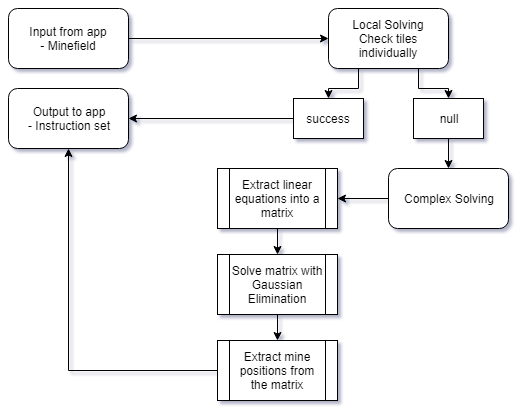 Input from app
- Minefield
Local Solving
Check tiles
individually
Output to app
- Instruction set
success
null
Extract linear
equations into a
matrix
Complex Solving
Solve matrix with
Gaussian
Elimination
Extract mine
positions from
the matrix